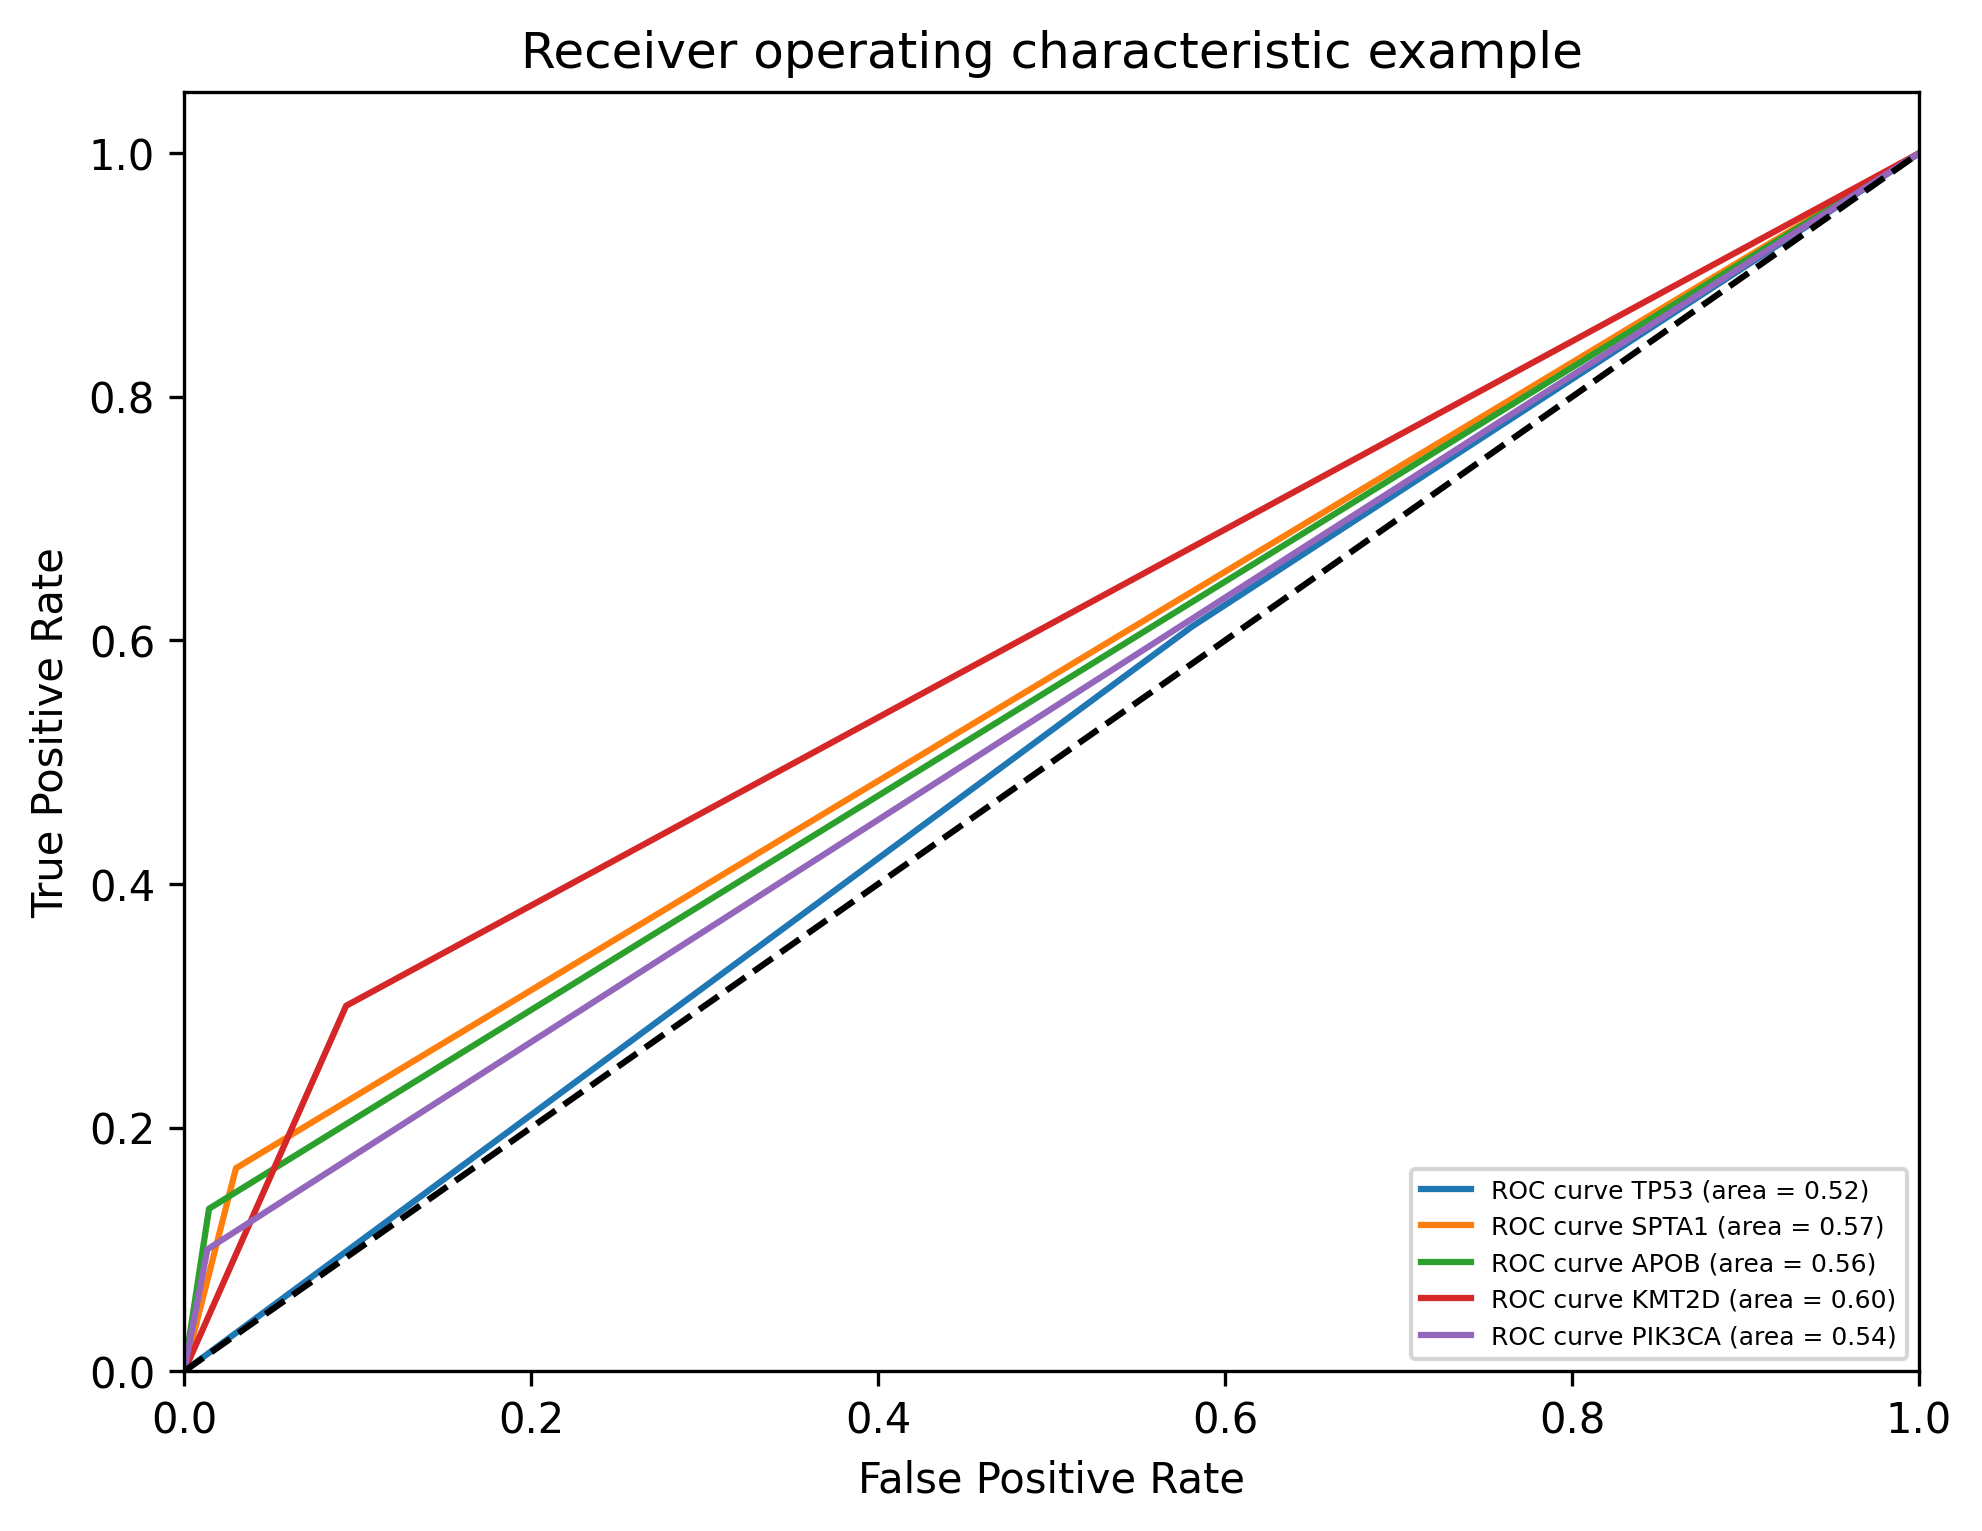 Receiver operating characteristic example
1.0
0.8
0.6
0.4
0.2
0.0
True Positive Rate
ROC curve TP53 (area = 0.52)
ROC curve SPTA1 (area = 0.57)
ROC curve APOB (area = 0.56)
ROC curve KMT2D (area = 0.60)
ROC curve PIK3CA (area = 0.54)
0.0 0.2 0.4 0.6 0.8 1.0
False Positive Rate